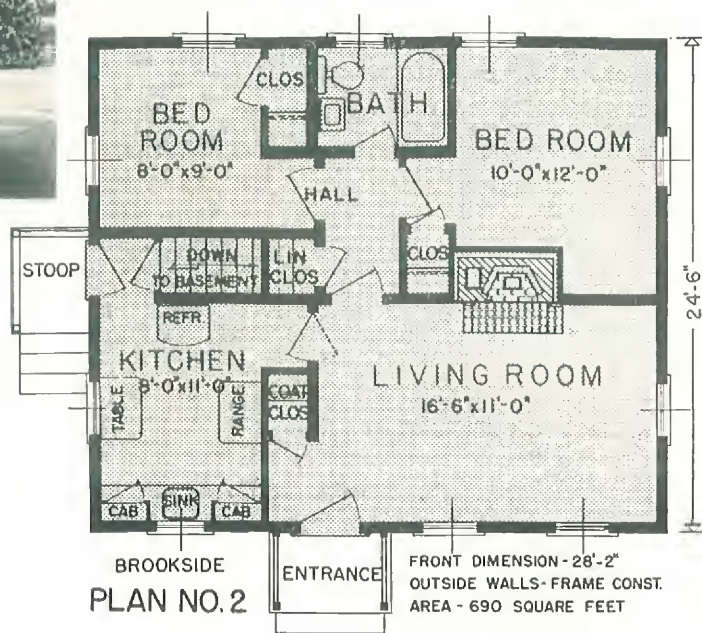 CLOS
BATH
BED
ROOM
8'-0"x9'-0"
BED ROOM
10'-0"x12'-0"
HALL
STOOP
DOWN
TO BASEMENT
LIN
CLOS
CLOS
REFR
KITCHEN
8'-0"x11'-0"
TABLE
RANGE
COAT
CLOS
LIVING ROOM
16'-6"x11'-0"
24'-6"
CAB
SINK
CAB
BROOKSIDE
PLAN NO. 2
ENTRANCE
FRONT DIMENSION - 28'-2"
OUTSIDE WALLS - FRAME CONST.
AREA - 690 SQUARE FEET